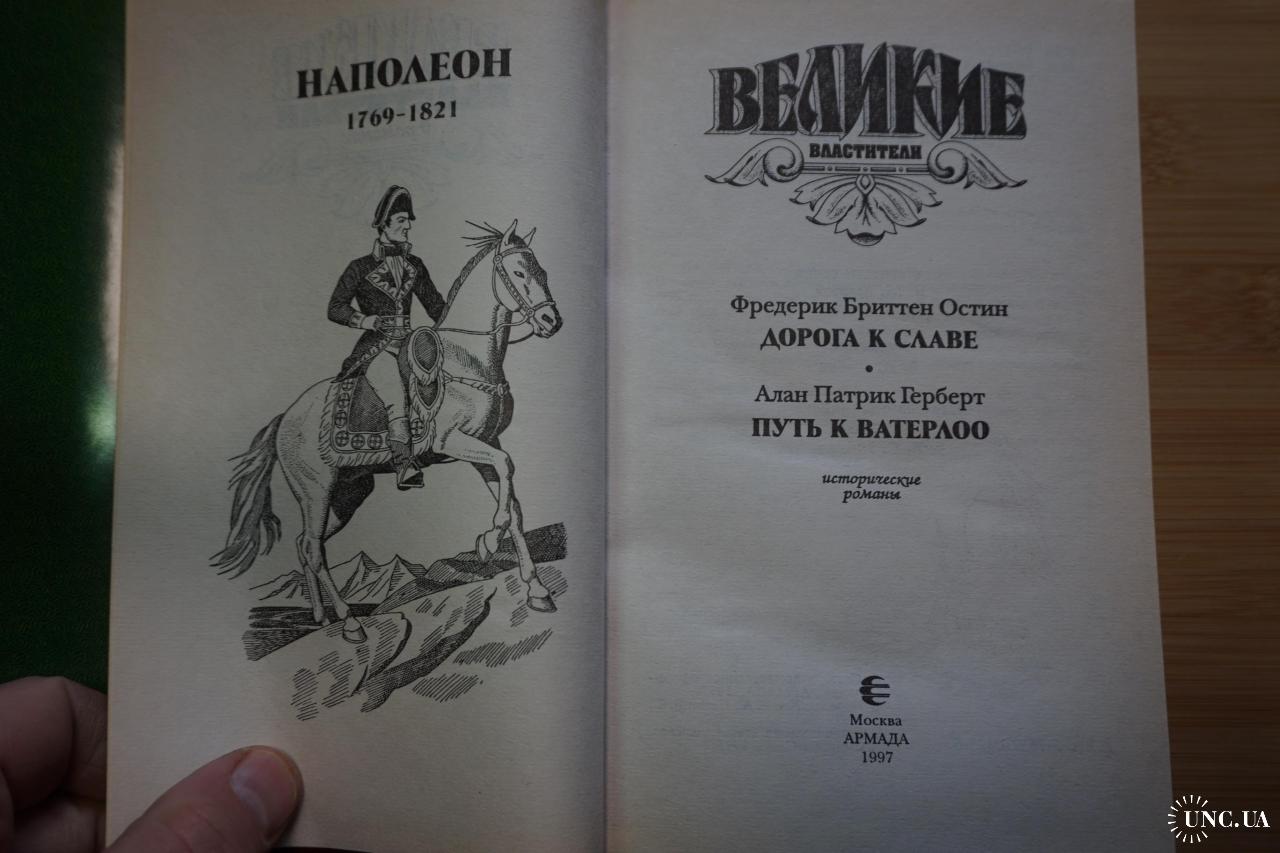 НАПОЛЕОН
1769-1821
ВЕЛИКИЕ
ВЛАСТИТЕЛИ
Фредерик Бриттен Остин
ДОРОГА К СЛАВЕ
•
Алан Патрик Герберт
ПУТЬ К ВАТЕРЛОО
исторические
романы
Москва
АРМАДА
1997
UNC.UA